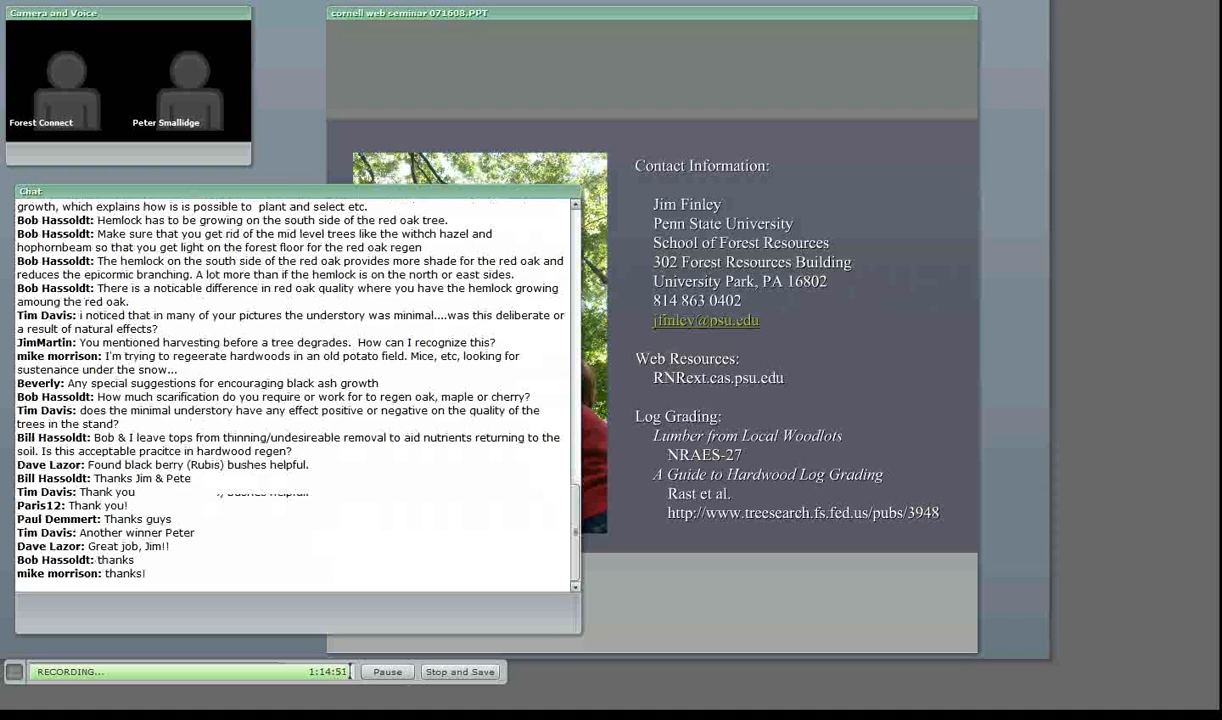 Camera and Voice
Forest Connect
Peter Smallidge
cornell web seminar 071608.PPT
Chat
growth, which explains how is is possible to plant and select etc.
Bob Hassoldt: Hemlock has to be growing on the south side of the red oak tree.
Bob Hassoldt: Make sure that you get rid of the mid level trees like the withch hazel and
hophornbeam so that you get light on the forest floor for the red oak regen
Bob Hassoldt: The hemlock on the south side of the red oak provides more shade for the red oak and
reduces the epicormic branching. A lot more than if the hemlock is on the north or east sides.
Bob Hassoldt: There is a noticable difference in red oak quality where you have the hemlock growing
amoung the red oak.
Tim Davis: i noticed that in many of your pictures the understory was minimal....was this deliberate or
a result of natural effects?
JimMartin: You mentioned harvesting before a tree degrades. How can I recognize this?
mike morrison: I'm trying to regeerate hardwoods in an old potato field. Mice, etc, looking for
sustenance under the snow...
Beverly: Any special suggestions for encouraging black ash growth
Bob Hassoldt: How much scarification do you require or work for to regen oak, maple or cherry?
Tim Davis: does the minimal understory have any effect positive or negative on the quality of the
trees in the stand?
Bill Hassoldt: Bob & I leave tops from thinning/undesireable removal to aid nutrients returning to the
soil. Is this acceptable pracitce in hardwood regen?
Dave Lazor: Found black berry (Rubis) bushes helpful.
Bill Hassoldt: Thanks Jim & Pete
Tim Davis: Thank you
Paris12: Thank you!
Paul Demmert: Thanks guys
Tim Davis: Another winner Peter
Dave Lazor: Great job, Jim!!
Bob Hassoldt: thanks
mike morrison: thanks!
Contact Information:
Jim Finley
Penn State University
School of Forest Resources
302 Forest Resources Building
University Park, PA 16802
814 863 0402
jfinley@psu.edu
Web Resources:
RNRext.cas.psu.edu
Log Grading:
Lumber from Local Woodlots
NRAES-27
A Guide to Hardwood Log Grading
Rast et al.
http://www.treesearch.fs.fed.us/pubs/3948
RECORDING...
1:14:51
Pause
Stop and Save